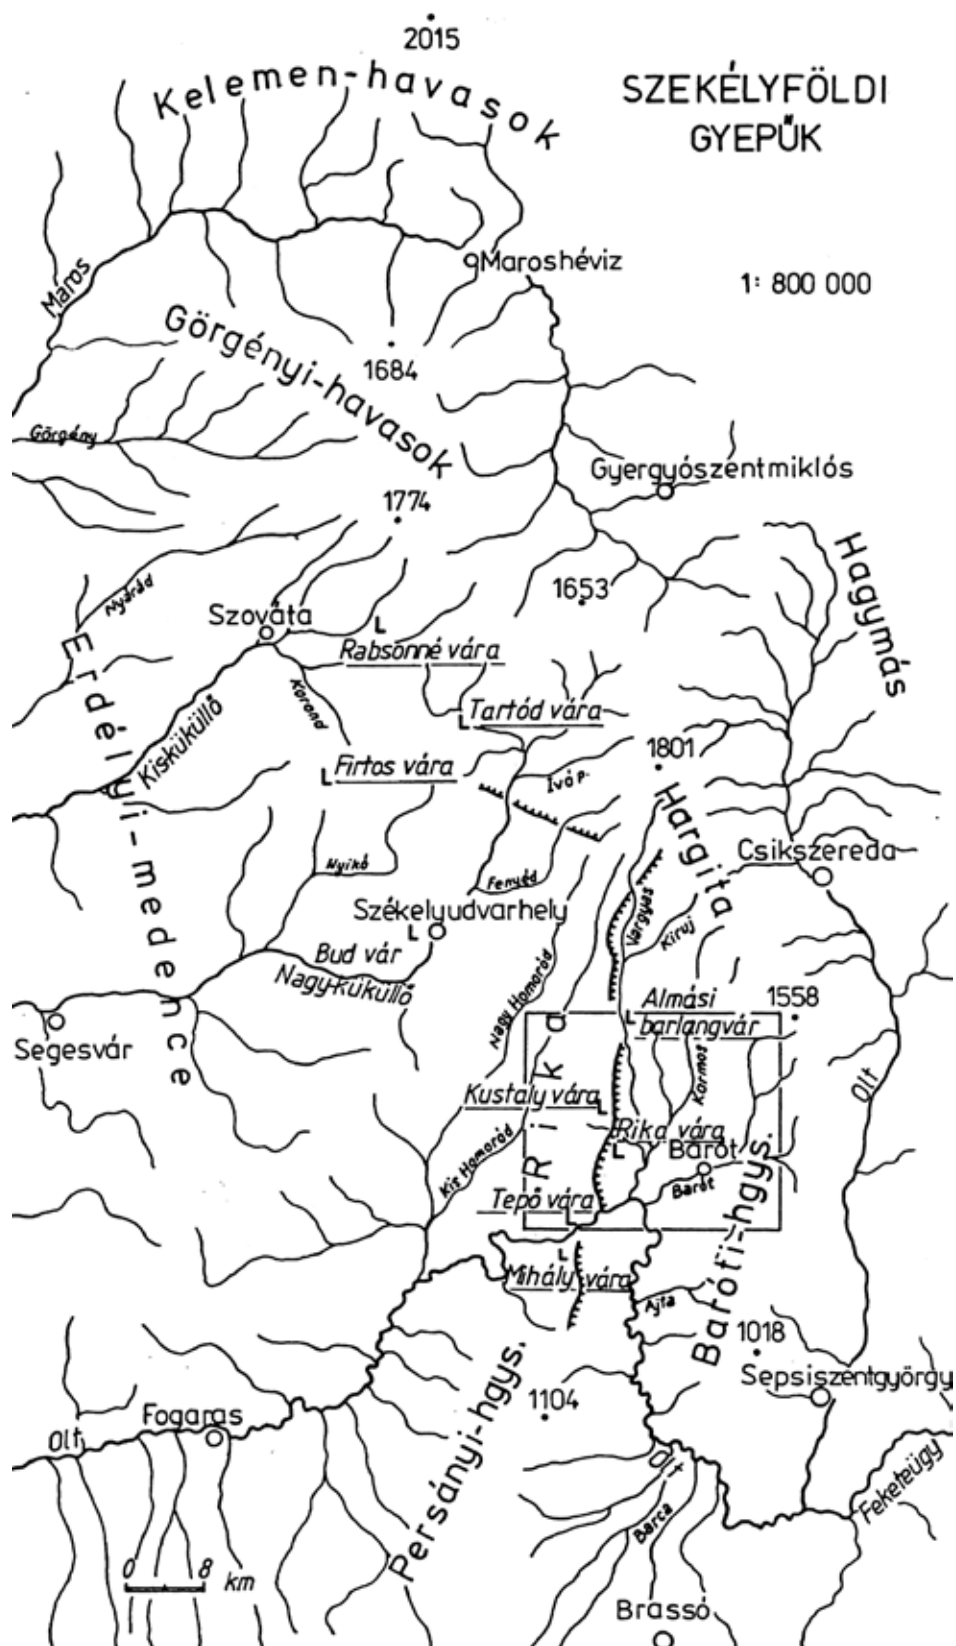 2015
Kelemen-havasok
SZEKÉLYFÖLDI
GYEPŰK
Maroshévíz
Maros
1: 800 000
Görgényi-havasok
1684
Görgény
Gyergyószentmiklós
1774
Hagymás
Nyárád
1653
Szováta
L
Rabsonné vára
Erdélyi-medence
Korond
L
Tartód vára
Kisküküllő
1801
L
Firtos vára
Ivó p.
Hargita
Csikszereda
Nyikó
Fenyéd
Vargyas
Székelyudvarhely
L
Kiruj
Bud vár
Nagy-küküllő
Nagy Homoród
Almási
barlangvár
L
1558
Segesvár
Rika
Kormos
Olt
Kustaly vára
L
Rika vára
L
Barót
Kis Homoród
Barót
Tepő vára
L
Baróti-hgys.
L
Mihály vára
Ajta
1018
Persányi-hgys.
Sepsiszentgyörgy
1104
Fogaras
Olt
Olt
Feketeügy
Barca
0 8 km
Brassó